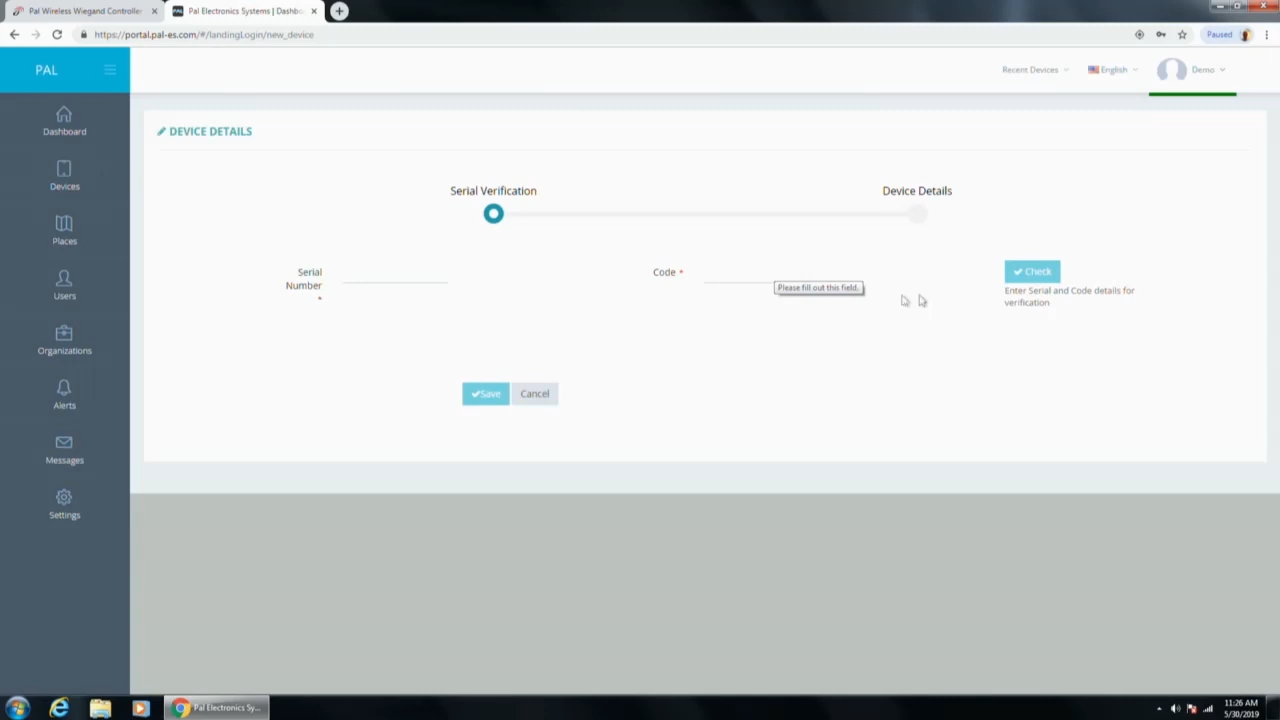 Pal Wireless Wiegand Controller
Pal Electronics Systems | Dashbo
https://portal.pal-es.com/#/landingLogin/new_device
Paused
PAL
Recent Devices
English
Demo
Dashboard
Devices
Places
Users
Organizations
Alerts
Messages
Settings
DEVICE DETAILS
Serial Verification
Device Details
Serial
Number
*
Code *
Please fill out this field.
Check
Enter Serial and Code details for
verification
Save
Cancel
Pal Electronics Sy...
11:26 AM
5/30/2019